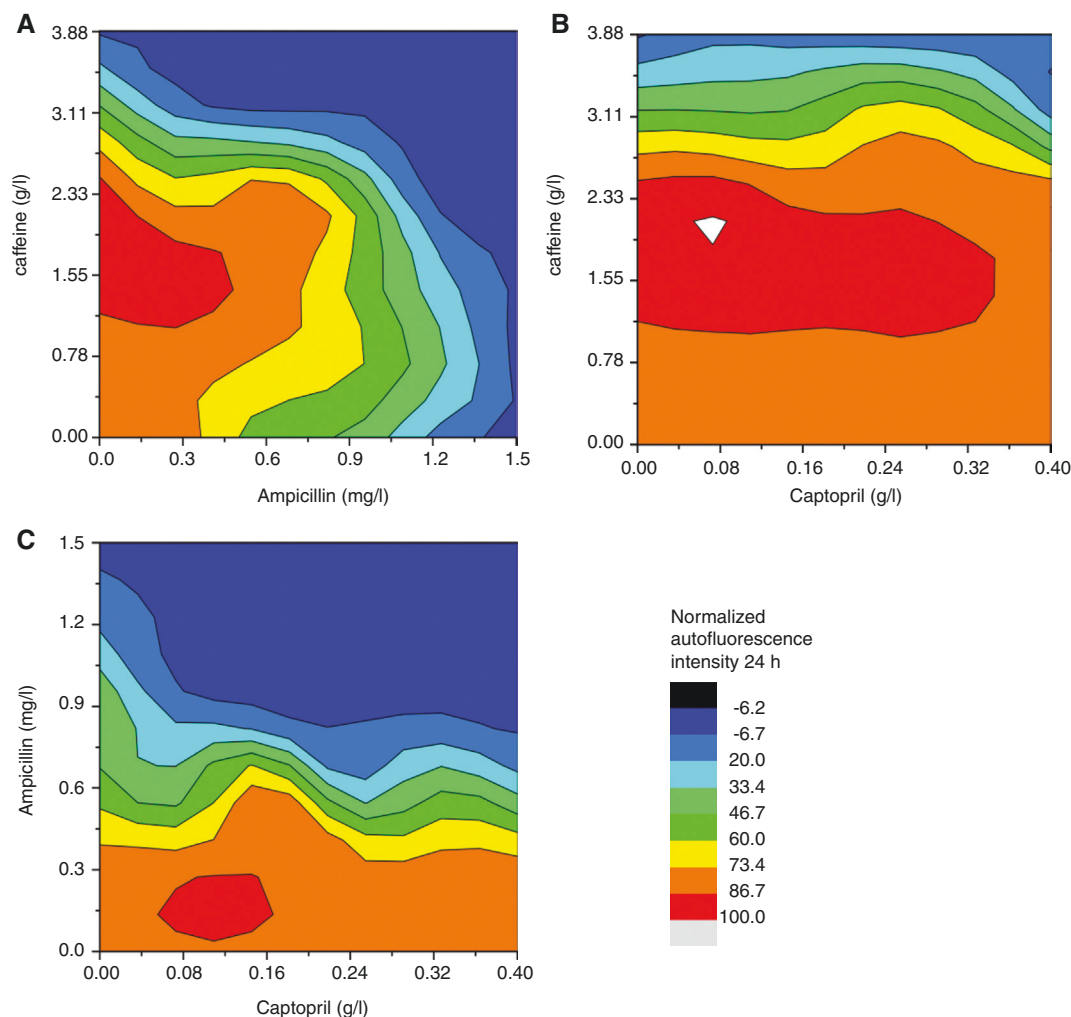 A
3.88
3.11
2.33
1.55
0.78
0.00
caffeine (g/l)
0.0 0.3 0.6 0.9 1.2 1.5
Ampicillin (mg/l)
B
3.88
3.11
2.33
1.55
0.78
0.00
caffeine (g/l)
0.00 0.08 0.16 0.24 0.32 0.40
Captopril (g/l)
C
1.5
1.2
0.9
0.6
0.3
0.0
Ampicillin (mg/l)
0.00 0.08 0.16 0.24 0.32 0.40
Captopril (g/l)
Normalized
autofluorescence
intensity 24 h
-6.2
-6.7
20.0
33.4
46.7
60.0
73.4
86.7
100.0